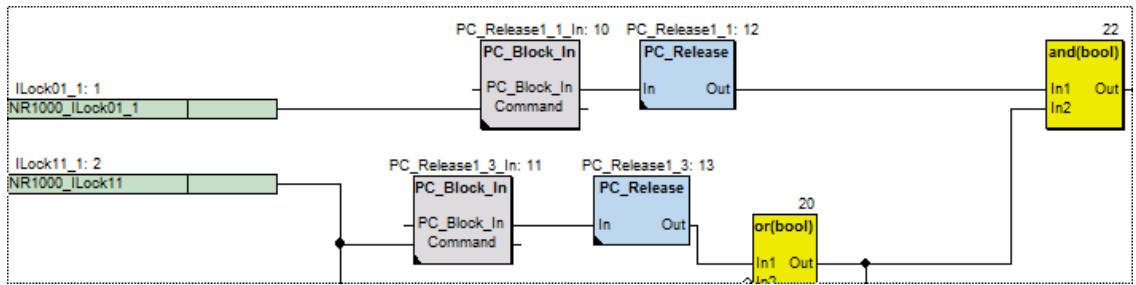 PC_Release1_1_In: 10 PC_Release1_1: 12 22
PC_Block_In PC_Release and(bool)
ILock01_1: 1 PC_Block_In In Out In1 Out
NR1000_ILock01_1 Command In2
ILock11_1: 2 PC_Release1_3_In: 11 PC_Release1_3: 13
NR1000_ILock11 PC_Block_In PC_Release
20
PC_Block_In In Out or(bool)
Command
In1 Out
In2